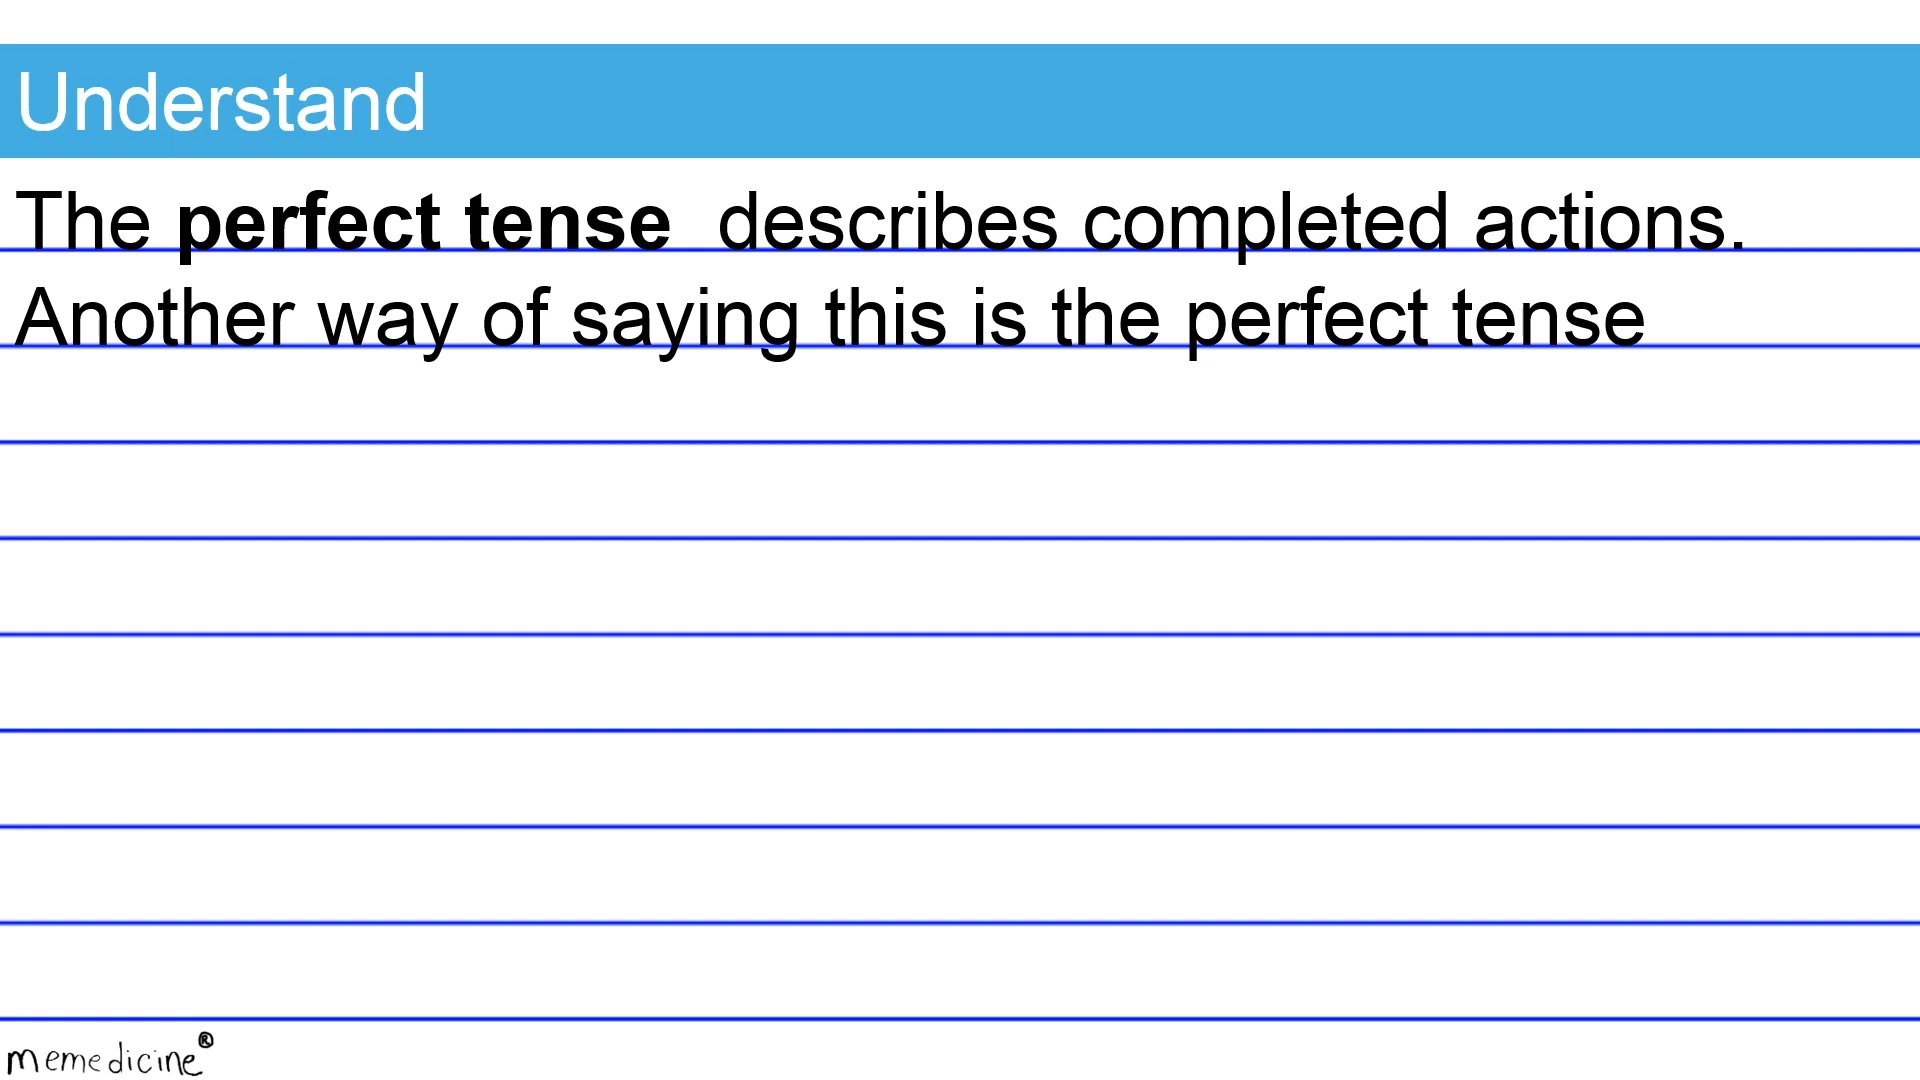 Understand
The perfect tense  describes completed actions.
Another way of saying this is the perfect tense
memedicine®